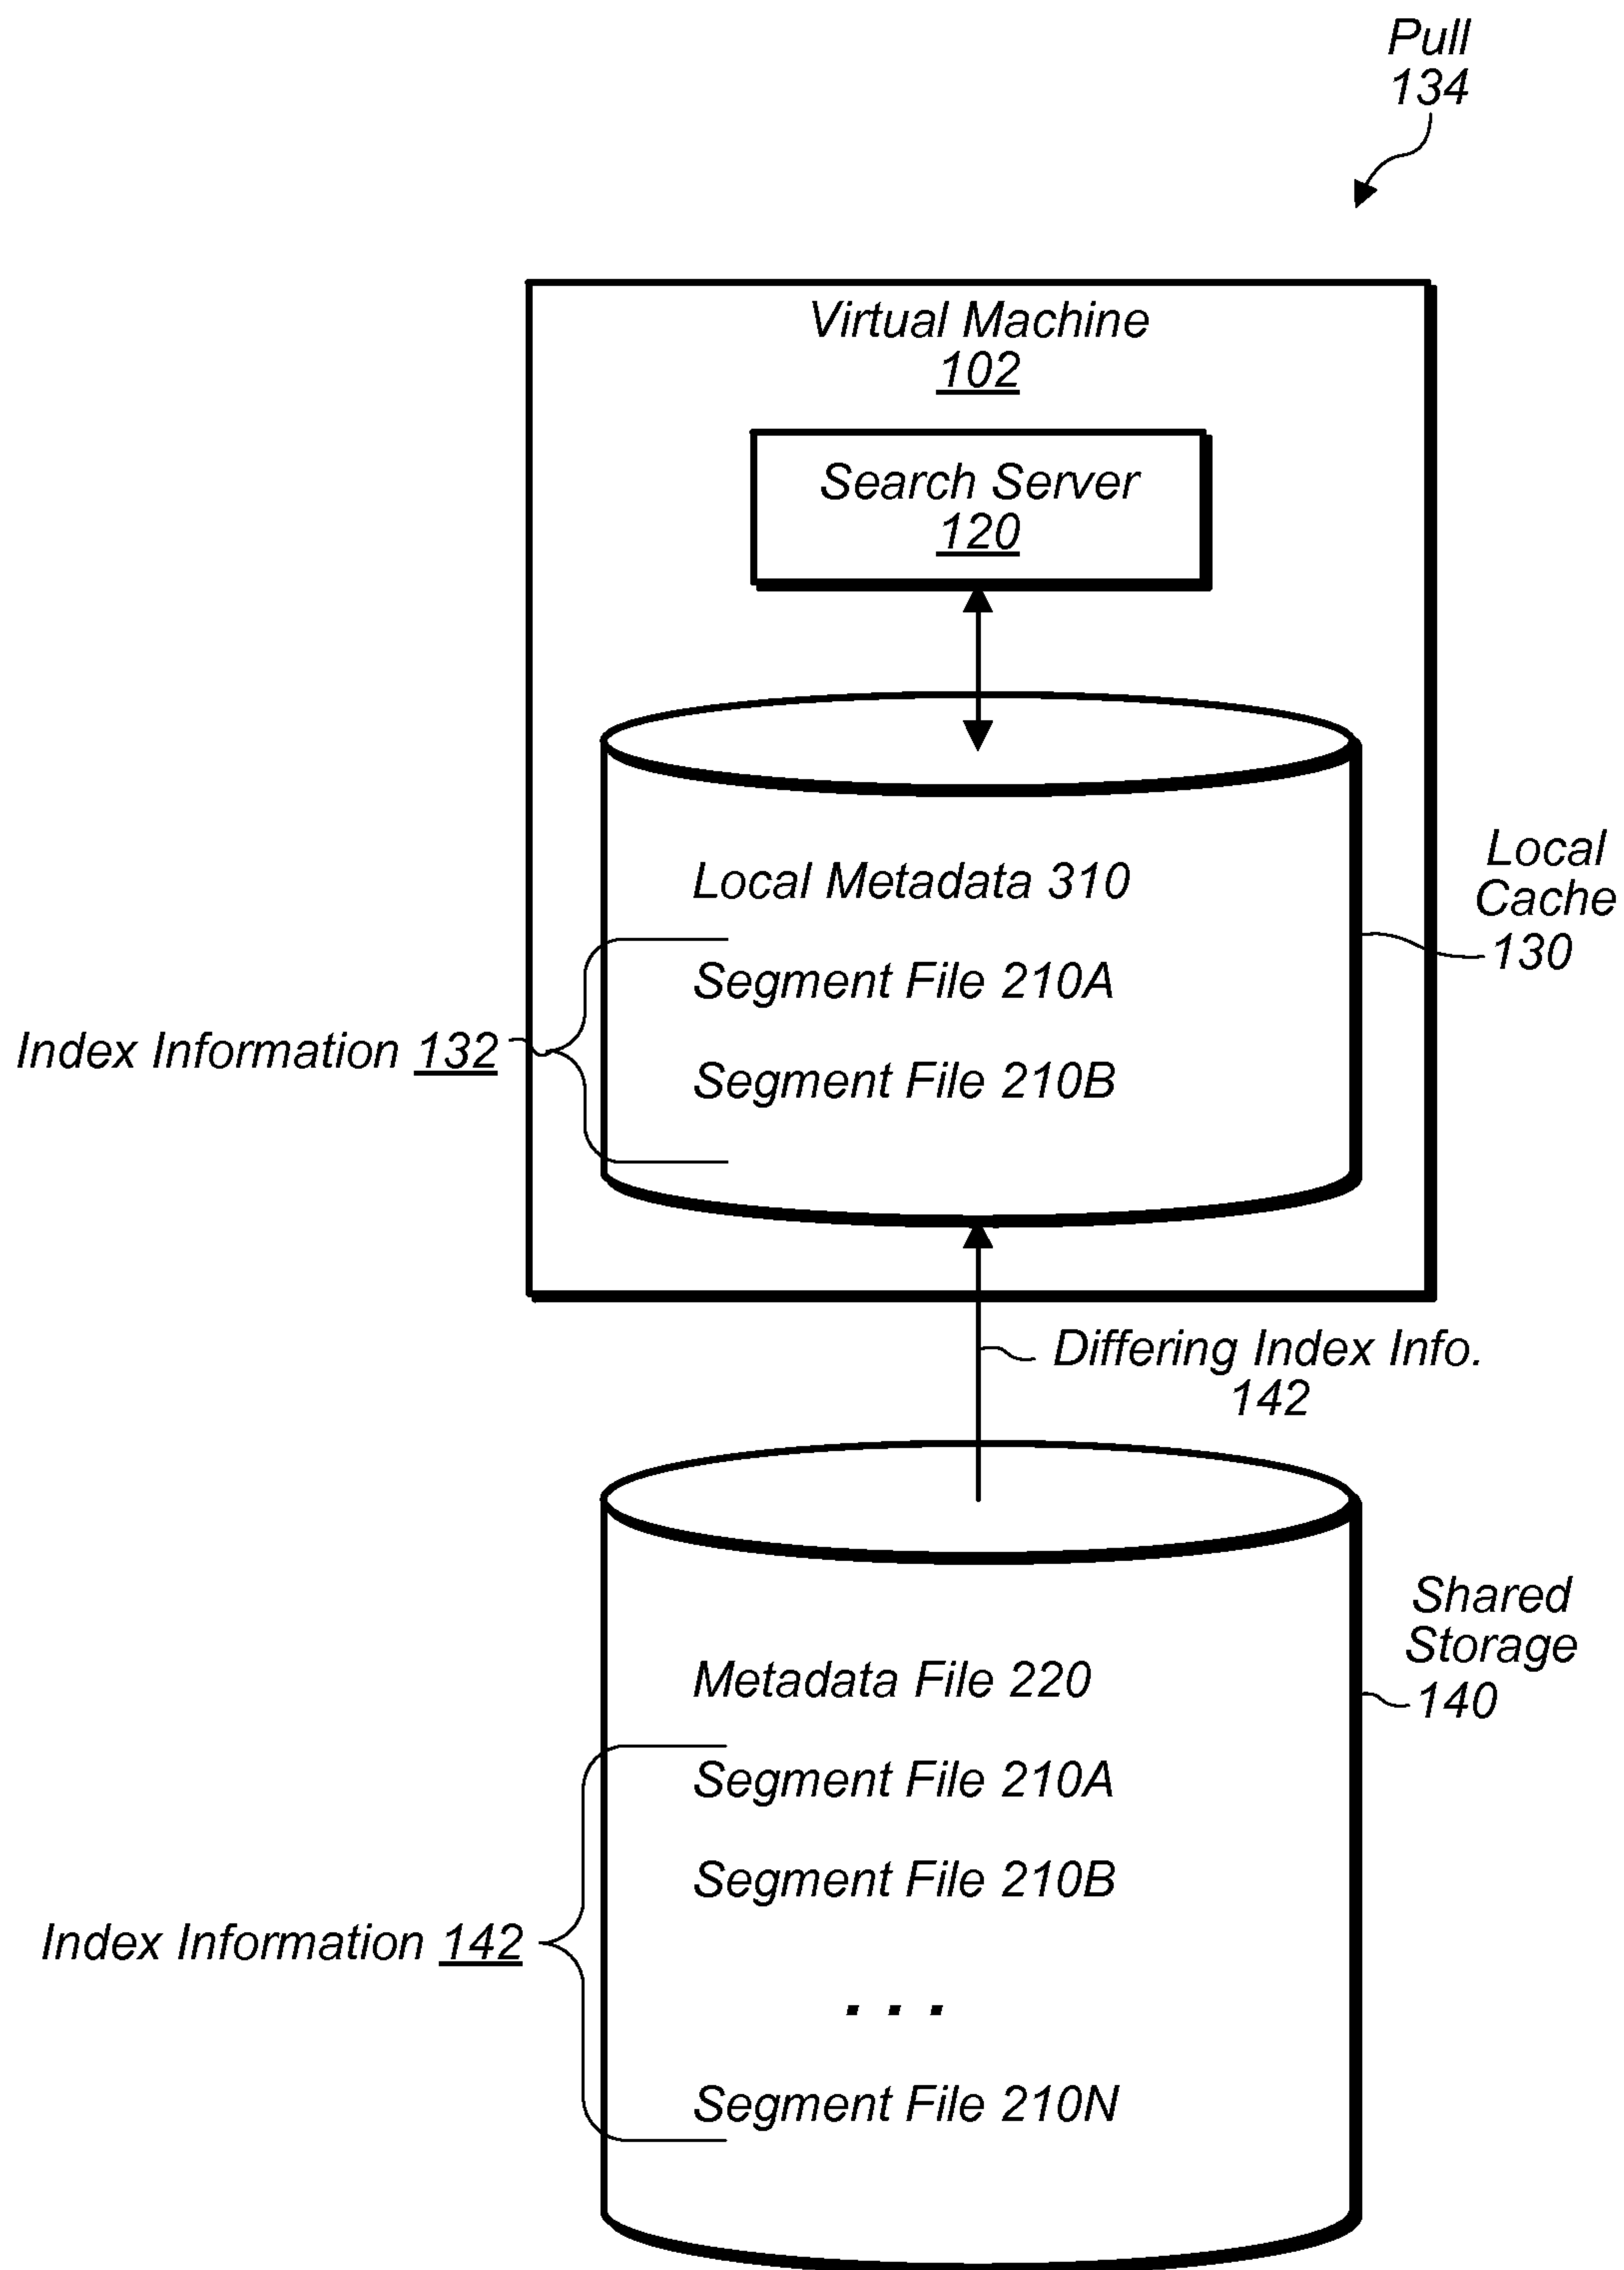 Pull
134
Virtual Machine
102
Search Server
120
Local Metadata 310
Local
Cache
130
Segment File 210A
Index Information 132
Segment File 210B
Differing Index Info.
142
Shared
Storage
140
Metadata File 220
Segment File 210A
Segment File 210B
Index Information 142
. . .
Segment File 210N